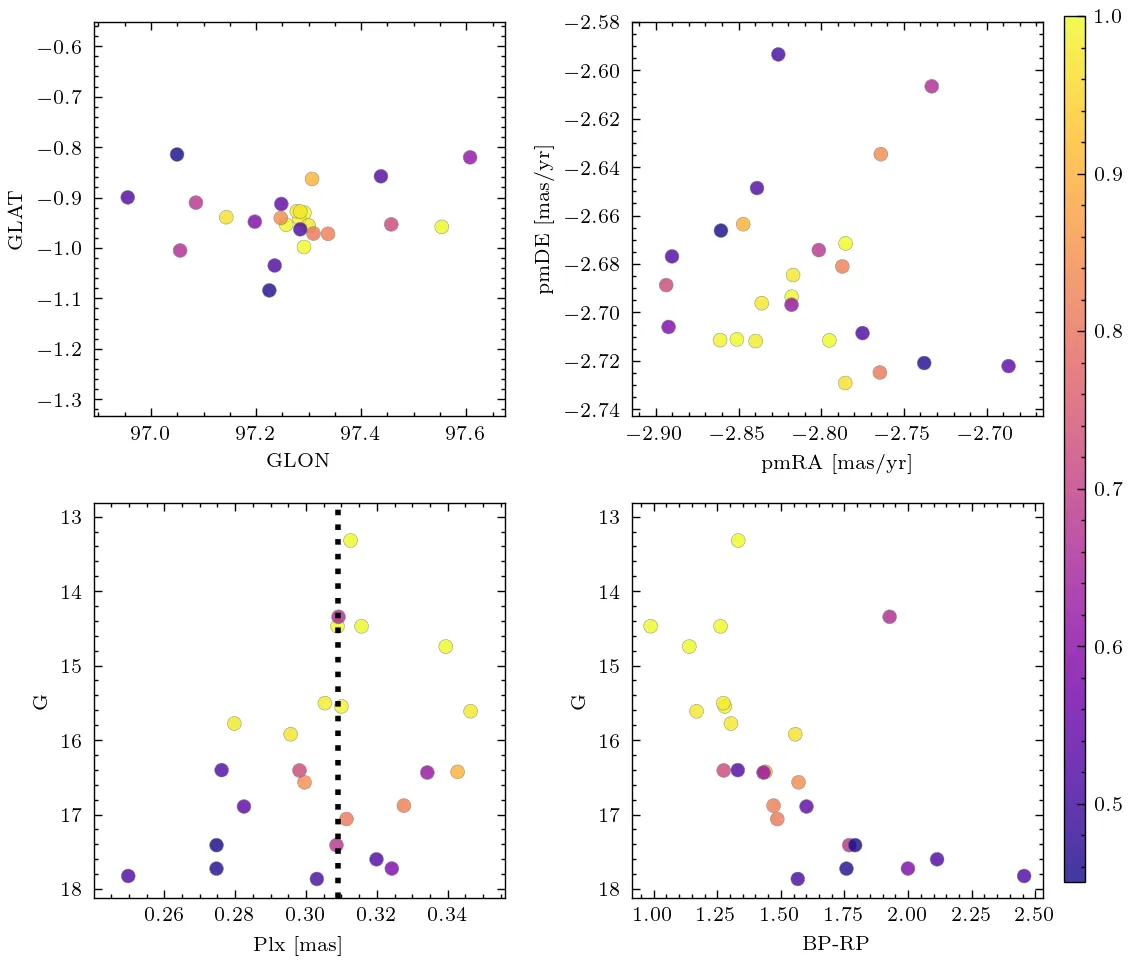 −0.6
−0.7
−0.8
−0.9
−1.0
−1.1
−1.2
−1.3
GLAT
97.0 97.2 97.4 97.6
GLON
−2.58
−2.60
−2.62
−2.64
−2.66
−2.68
−2.70
−2.72
−2.74
pmDE [mas/yr]
−2.90 −2.85 −2.80 −2.75 −2.70
pmRA [mas/yr]
1.0
0.9
0.8
0.7
0.6
0.5
13
14
15
16
17
18
G
0.26 0.28 0.30 0.32 0.34
Plx [mas]
13
14
15
16
17
18
G
1.00 1.25 1.50 1.75 2.00 2.25 2.50
BP-RP